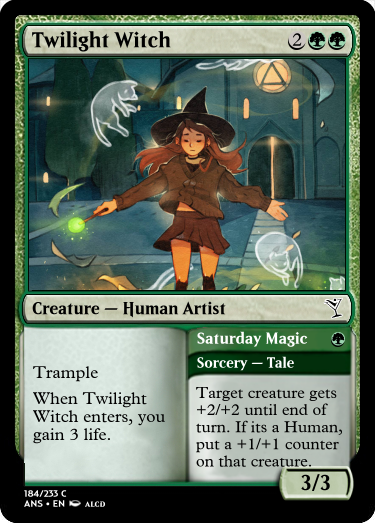 Twilight Witch 2
Creature — Human Artist
Trample
When Twilight
Witch enters, you
gain 3 life.
Saturday Magic
Sorcery — Tale
Target creature gets
+2/+2 until end of
turn. If its a Human,
put a +1/+1 counter
on that creature.
3/3
184/233 C
ANS • EN ALCD